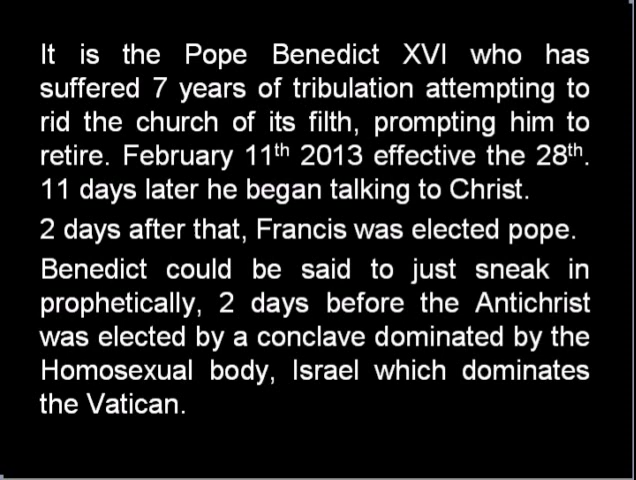 It is the Pope Benedict XVI who has
suffered 7 years of tribulation attempting to
rid the church of its filth, prompting him to
retire. February 11th 2013 effective the 28th.
11 days later he began talking to Christ.
2 days after that, Francis was elected pope.
Benedict could be said to just sneak in
prophetically, 2 days before the Antichrist
was elected by a conclave dominated by the
Homosexual body, Israel which dominates
the Vatican.